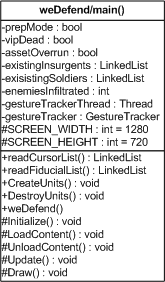 weDefend/main()
-prepMode : bool
-vipDead : bool
-assetOverrun : bool
-existingInsurgents : LinkedList
-exisistingSoldiers : LinkedList
-enemiesInfiltrated : int
-gestureTrackerThread : Thread
-gestureTracker : GestureTracker
#SCREEN_WIDTH : int = 1280
#SCREEN_HEIGHT : int = 720
+readCursorList() : LinkedList
+readFiducialList() : LinkedList
+CreateUnits() : void
+DestroyUnits() : void
+weDefend()
#Initialize() : void
#LoadContent() : void
#UnloadContent() : void
#Update() : void
#Draw() : void